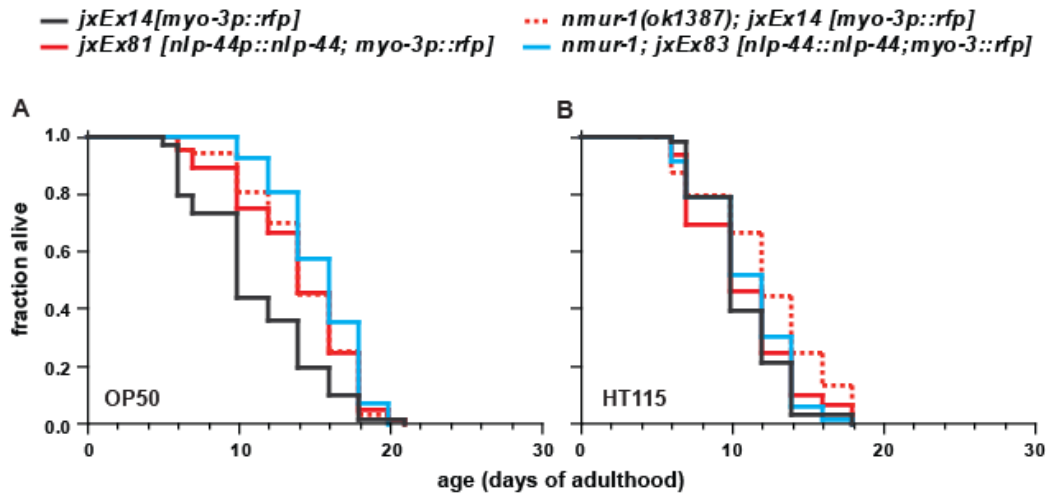 jxEx14[myo-3p::rfp]
nmur-1(ok1387); jxEx14 [myo-3p::rfp]
jxEx81 [nlp-44p::nlp-44; myo-3p::rfp]
nmur-1; jxEx83 [nlp-44::nlp-44;myo-3::rfp]
A
B
fraction alive
1.0
0.8
0.6
0.4
0.2
0.0
OP50
HT115
0 10 20 30
0 10 20 30
age (days of adulthood)